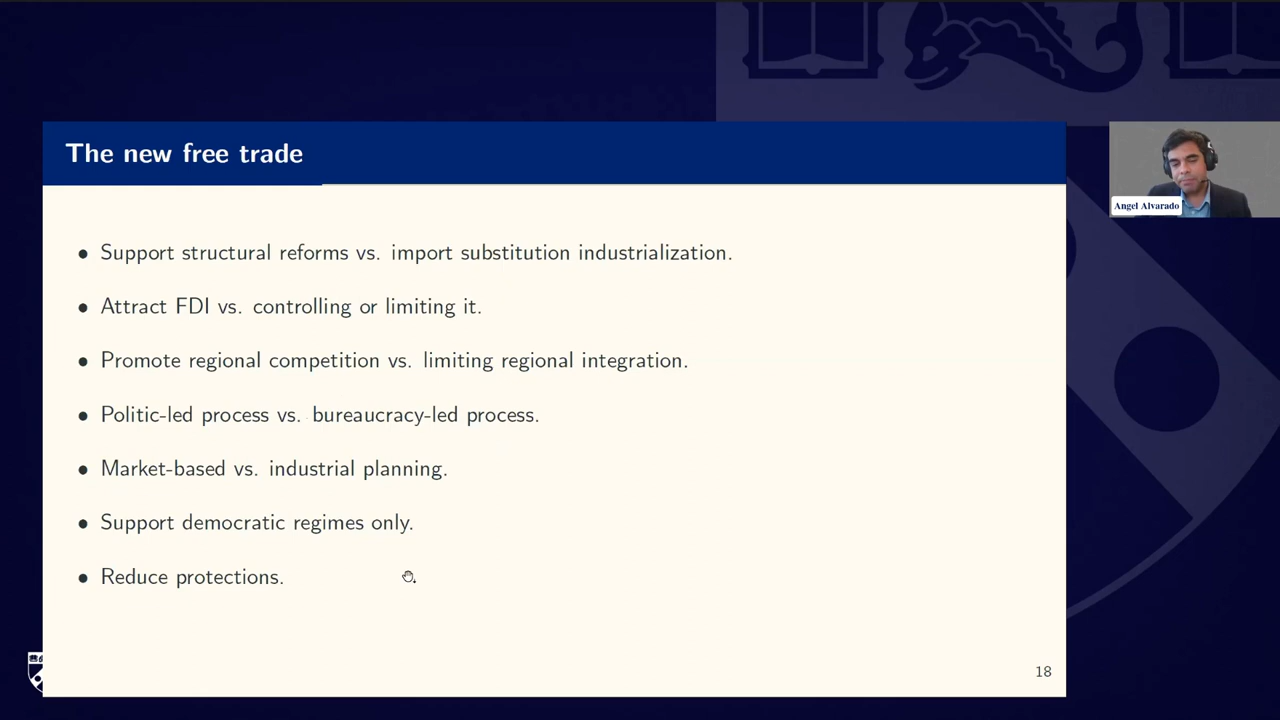 The new free trade
Angel Alvarado
• Support structural reforms vs. import substitution industrialization.
• Attract FDI vs. controlling or limiting it.
• Promote regional competition vs. limiting regional integration.
• Politic-led process vs. bureaucracy-led process.
• Market-based vs. industrial planning.
• Support democratic regimes only.
• Reduce protections.
18